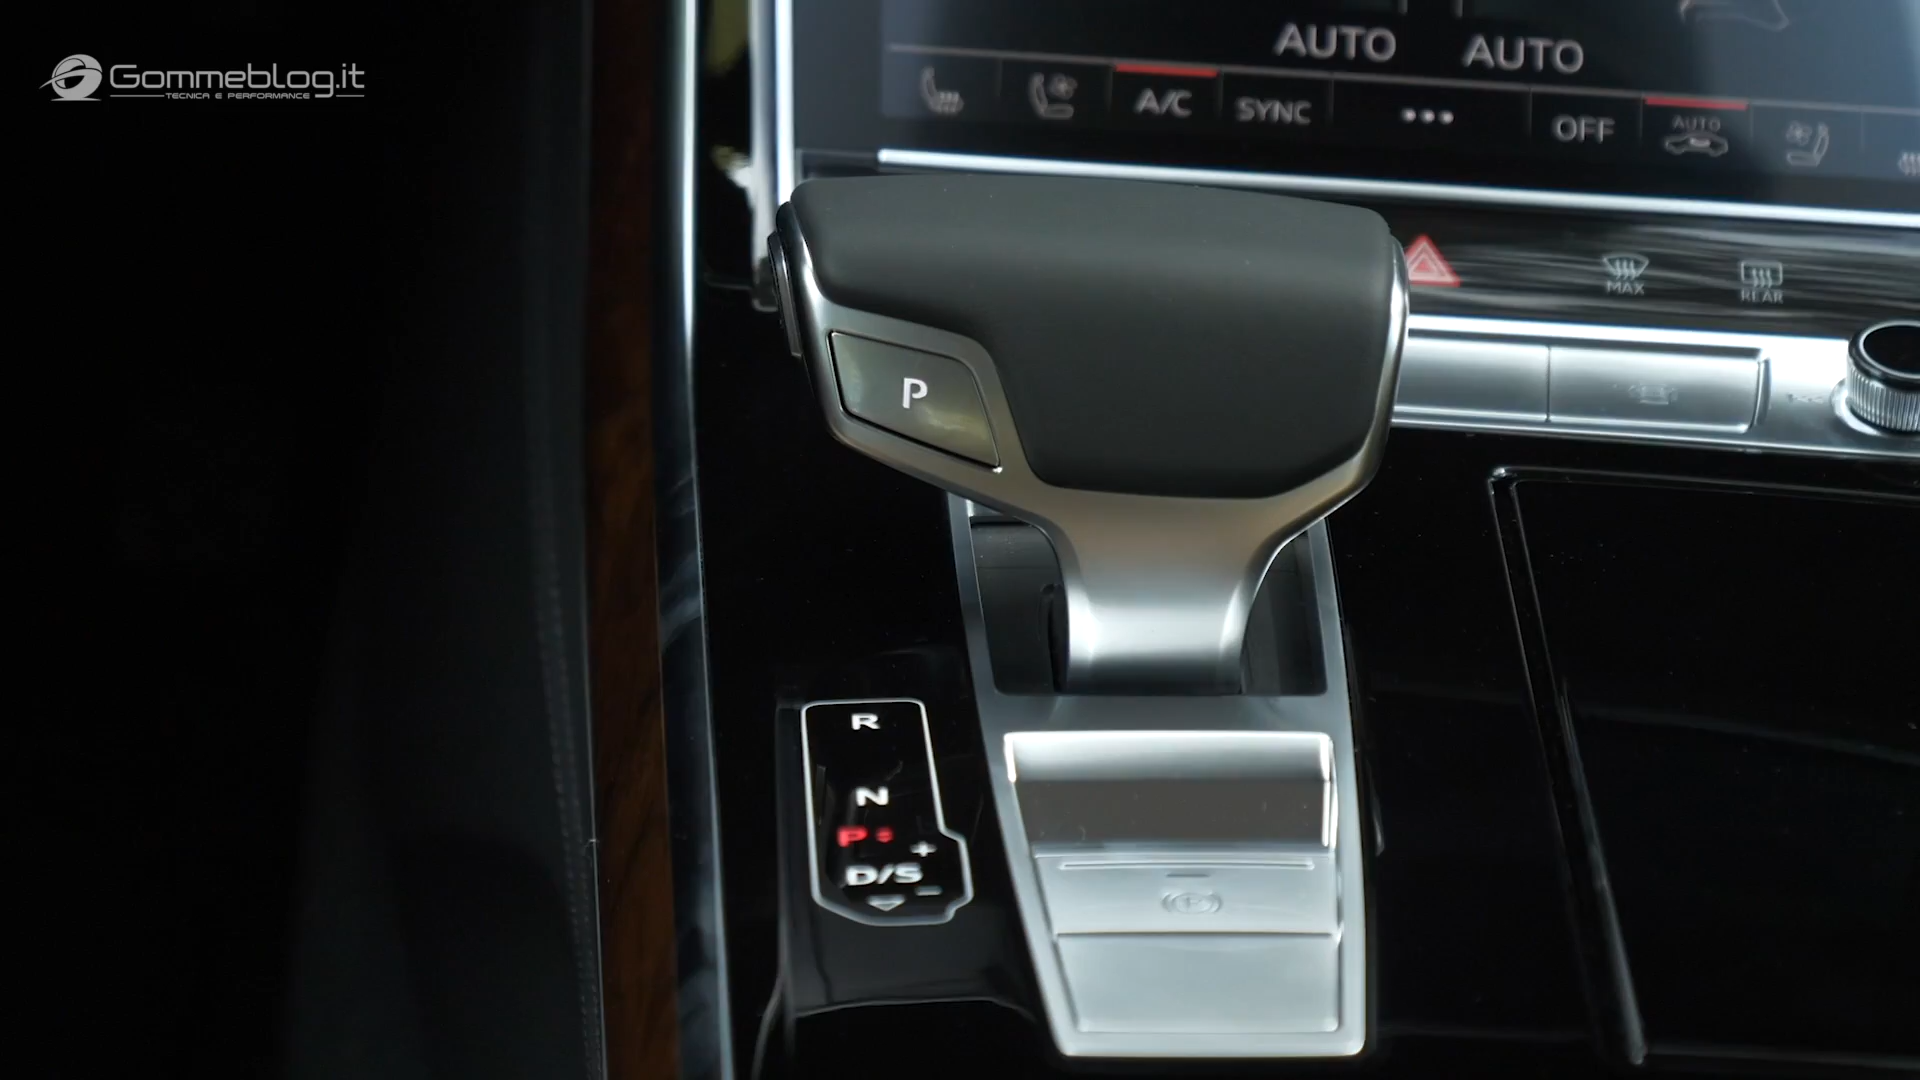 Gommeblog.it
TECNICA E PERFORMANCE
AUTO AUTO
A/C SYNC ••• OFF AUTO
MAX REAR
P
R
N
P
+
D/S
-
(P)